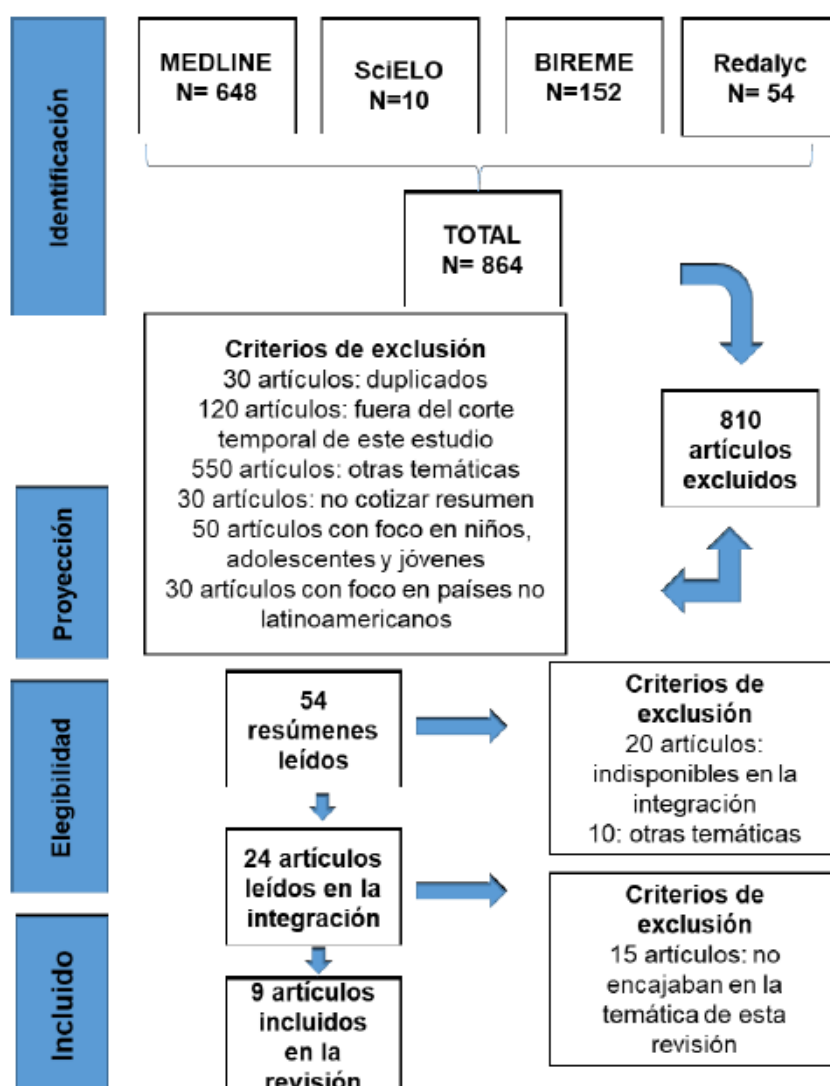 MEDLINE
N= 648
SciELO
N=10
BIREME
N=152
Redalyc
N= 54
Identificación
TOTAL
N= 864
Criterios de exclusión
30 artículos: duplicados
120 artículos: fuera del corte
temporal de este estudio
550 artículos: otras temáticas
30 artículos: no cotizar resumen
50 artículos con foco en niños,
adolescentes y jóvenes
30 artículos con foco en países no
latinoamericanos
810
artículos
excluidos
Proyección
54
resúmenes
leídos
Criterios de
exclusión
20 artículos:
indisponibles en la
integración
10: otras temáticas
Elegibilidad
24 artículos
leídos en la
integración
Criterios de
exclusión
15 artículos: no
encajaban en la
temática de esta
revisión
Incluido
9 artículos
incluidos
en la
revisión